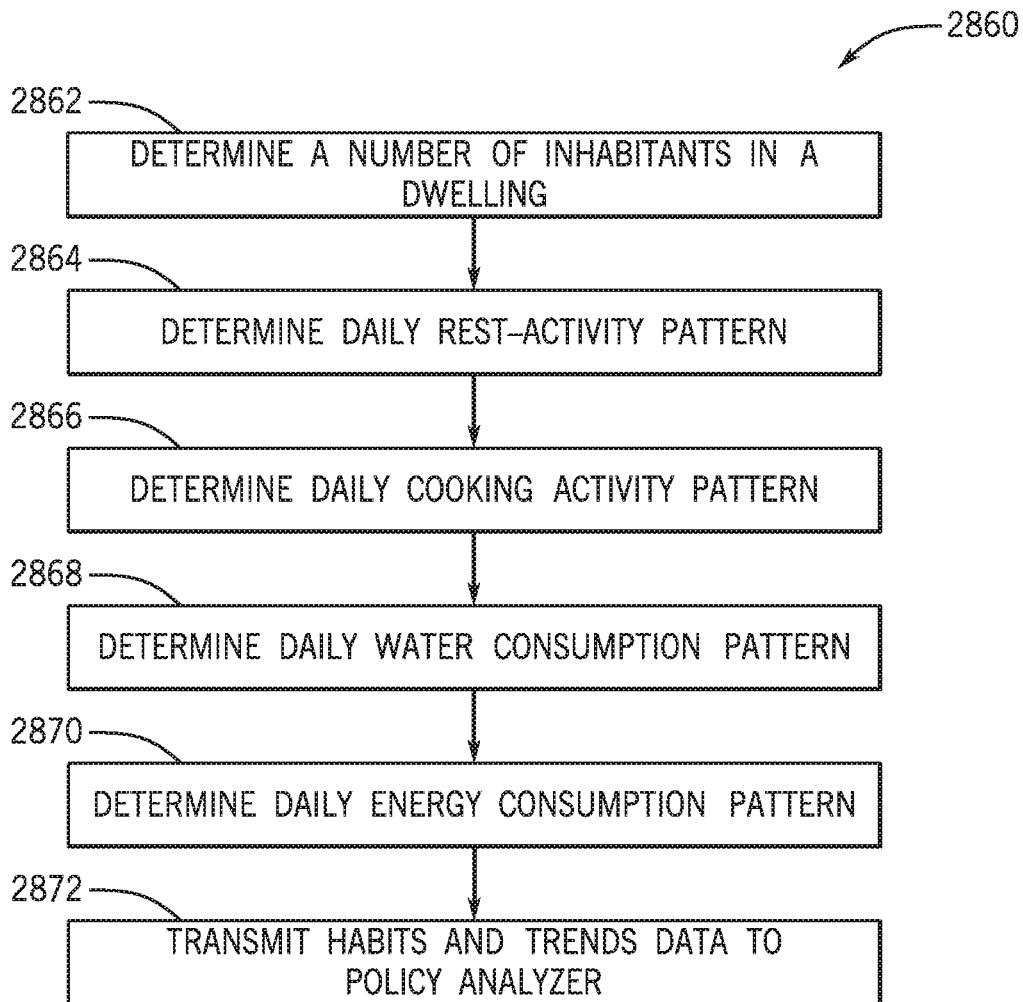 2860
2862
DETERMINE A NUMBER OF INHABITANTS IN A
DWELLING
2864
DETERMINE DAILY REST–ACTIVITY PATTERN
2866
DETERMINE DAILY COOKING ACTIVITY PATTERN
2868
DETERMINE DAILY WATER CONSUMPTION PATTERN
2870
DETERMINE DAILY ENERGY CONSUMPTION PATTERN
2872
TRANSMIT HABITS AND TRENDS DATA TO
POLICY ANALYZER